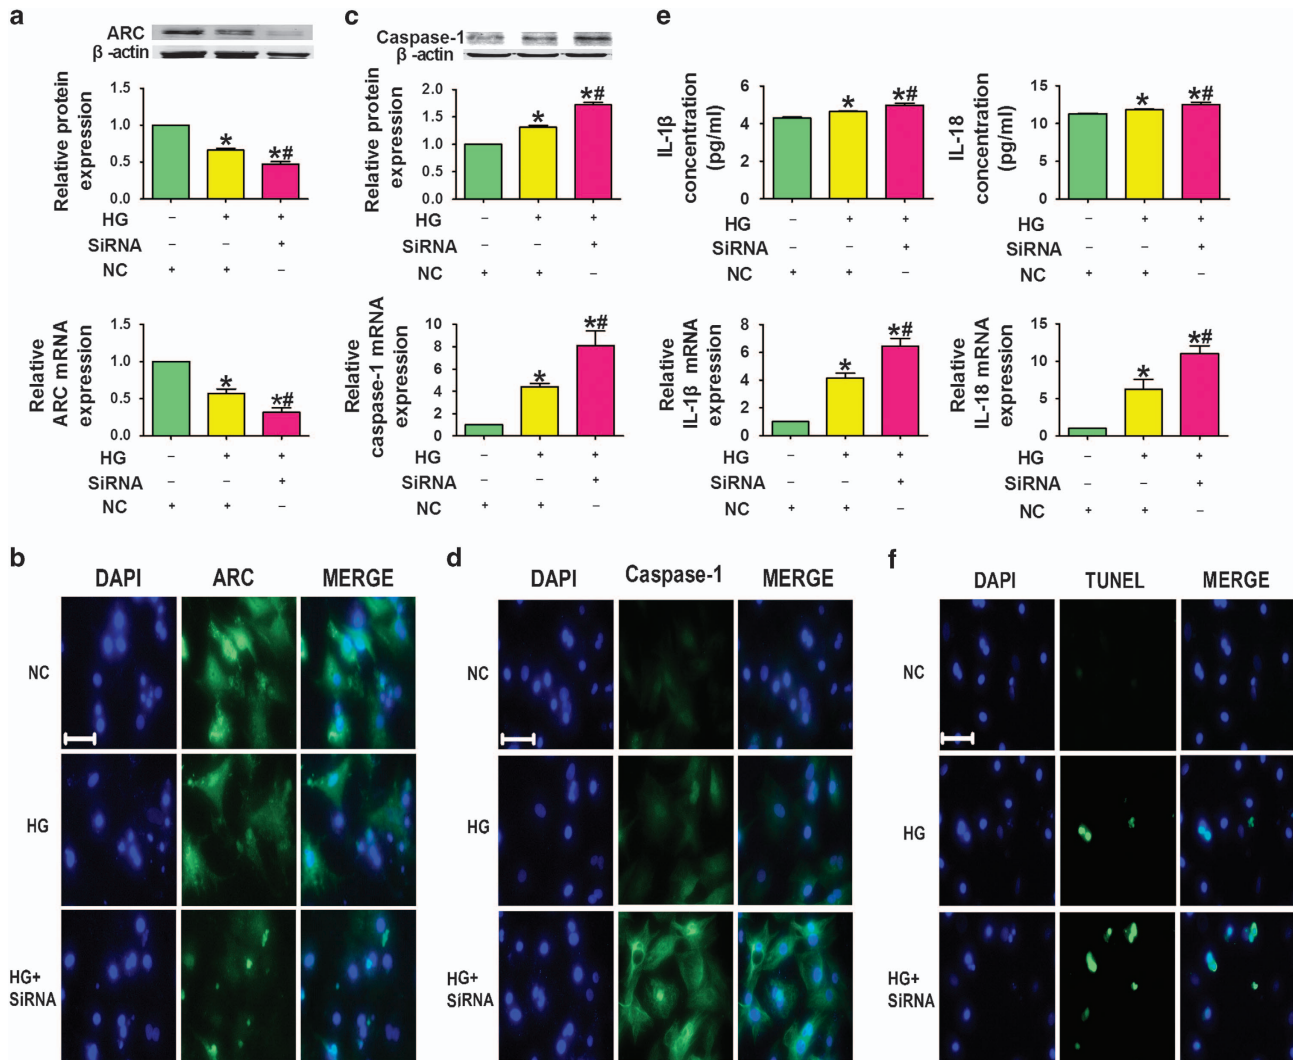 a
ARC
β -actin
Relative protein
expression
1.5
1.0
0.5
0.0
*
*#
HG – + +
SiRNA – – +
NC + + –
Relative
ARC mRNA
expression
1.5
1.0
0.5
0.0
*
*#
HG – + +
SiRNA – – +
NC + + –
c
Caspase-1
β -actin
Relative protein
expression
2.0
1.5
1.0
0.5
0.0
*
*#
HG – + +
SiRNA – – +
NC + + –
Relative
caspase-1 mRNA
expression
10
8
6
4
2
0
*
*#
HG – + +
SiRNA – – +
NC + + –
e
IL-1β
concentration
(pg/ml)
6
4
2
0
*
*#
HG – + +
SiRNA – – +
NC + + –
IL-18
concentration
(pg/ml)
15
10
5
0
*
*#
HG – + +
SiRNA – – +
NC + + –
Relative
IL-1β mRNA
expression
8
6
4
2
0
*
*#
HG – + +
SiRNA – – +
NC + + –
Relative
IL-18 mRNA
expression
15
10
5
0
*
*#
HG – + +
SiRNA – – +
NC + + –
b
DAPI ARC MERGE
NC
HG
HG+
SiRNA
d
DAPI Caspase-1 MERGE
NC
HG
HG+
SiRNA
f
DAPI TUNEL MERGE
NC
HG
HG+
SiRNA